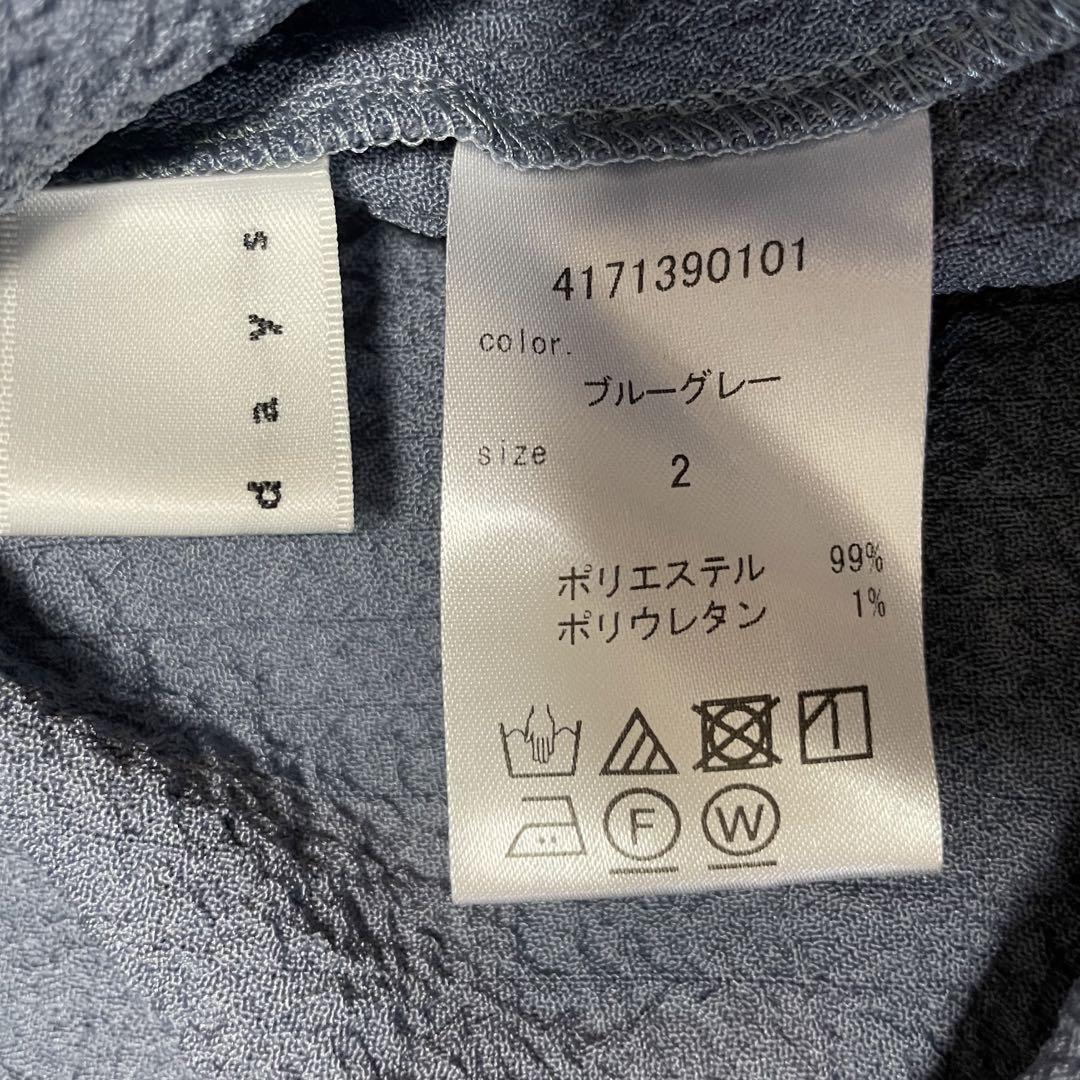 days
4171390101
color.
ブルーグレー
size
2
ポリエステル 99%
ポリウレタン 1%
F W